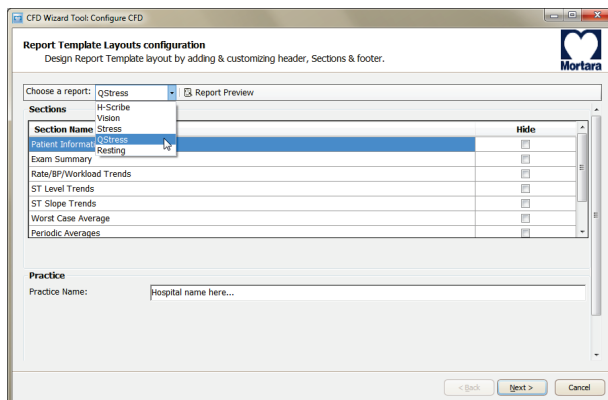 CFD Wizard Tool: Configure CFD
Report Template Layouts configuration
Design Report Template layout by adding & customizing header, Sections & footer.
Mortara
Choose a report: QStress Report Preview
Sections
H-Scribe
Vision
Stress
QStress
Resting
Section Name Hide
Patient Informati
Exam Summary
Rate/BP/Workload Trends
ST Level Trends
ST Slope Trends
Worst Case Average
Periodic Averages
Practice
Practice Name: Hospital name here...
< Back Next > Cancel